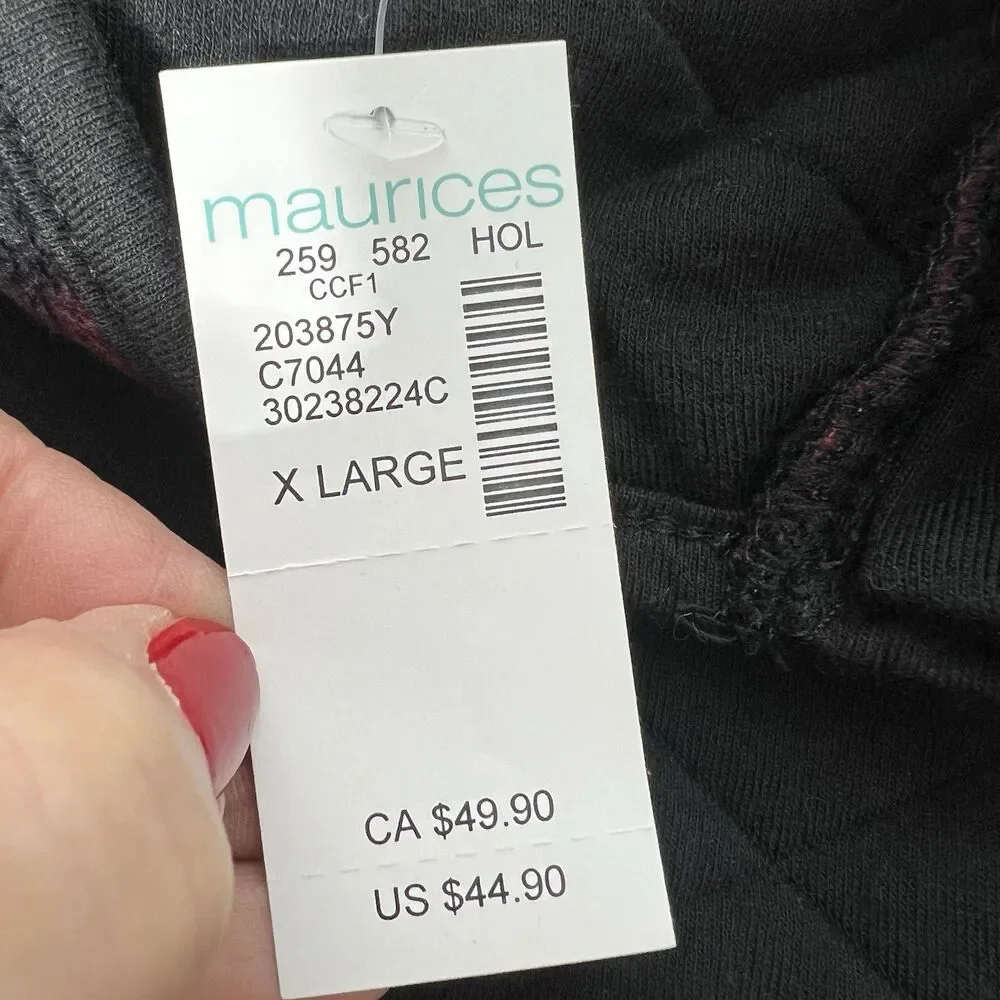 maurices
259 582 HOL
CCF1
203875Y
C7044
30238224C
X LARGE
CA $49.90
US $44.90